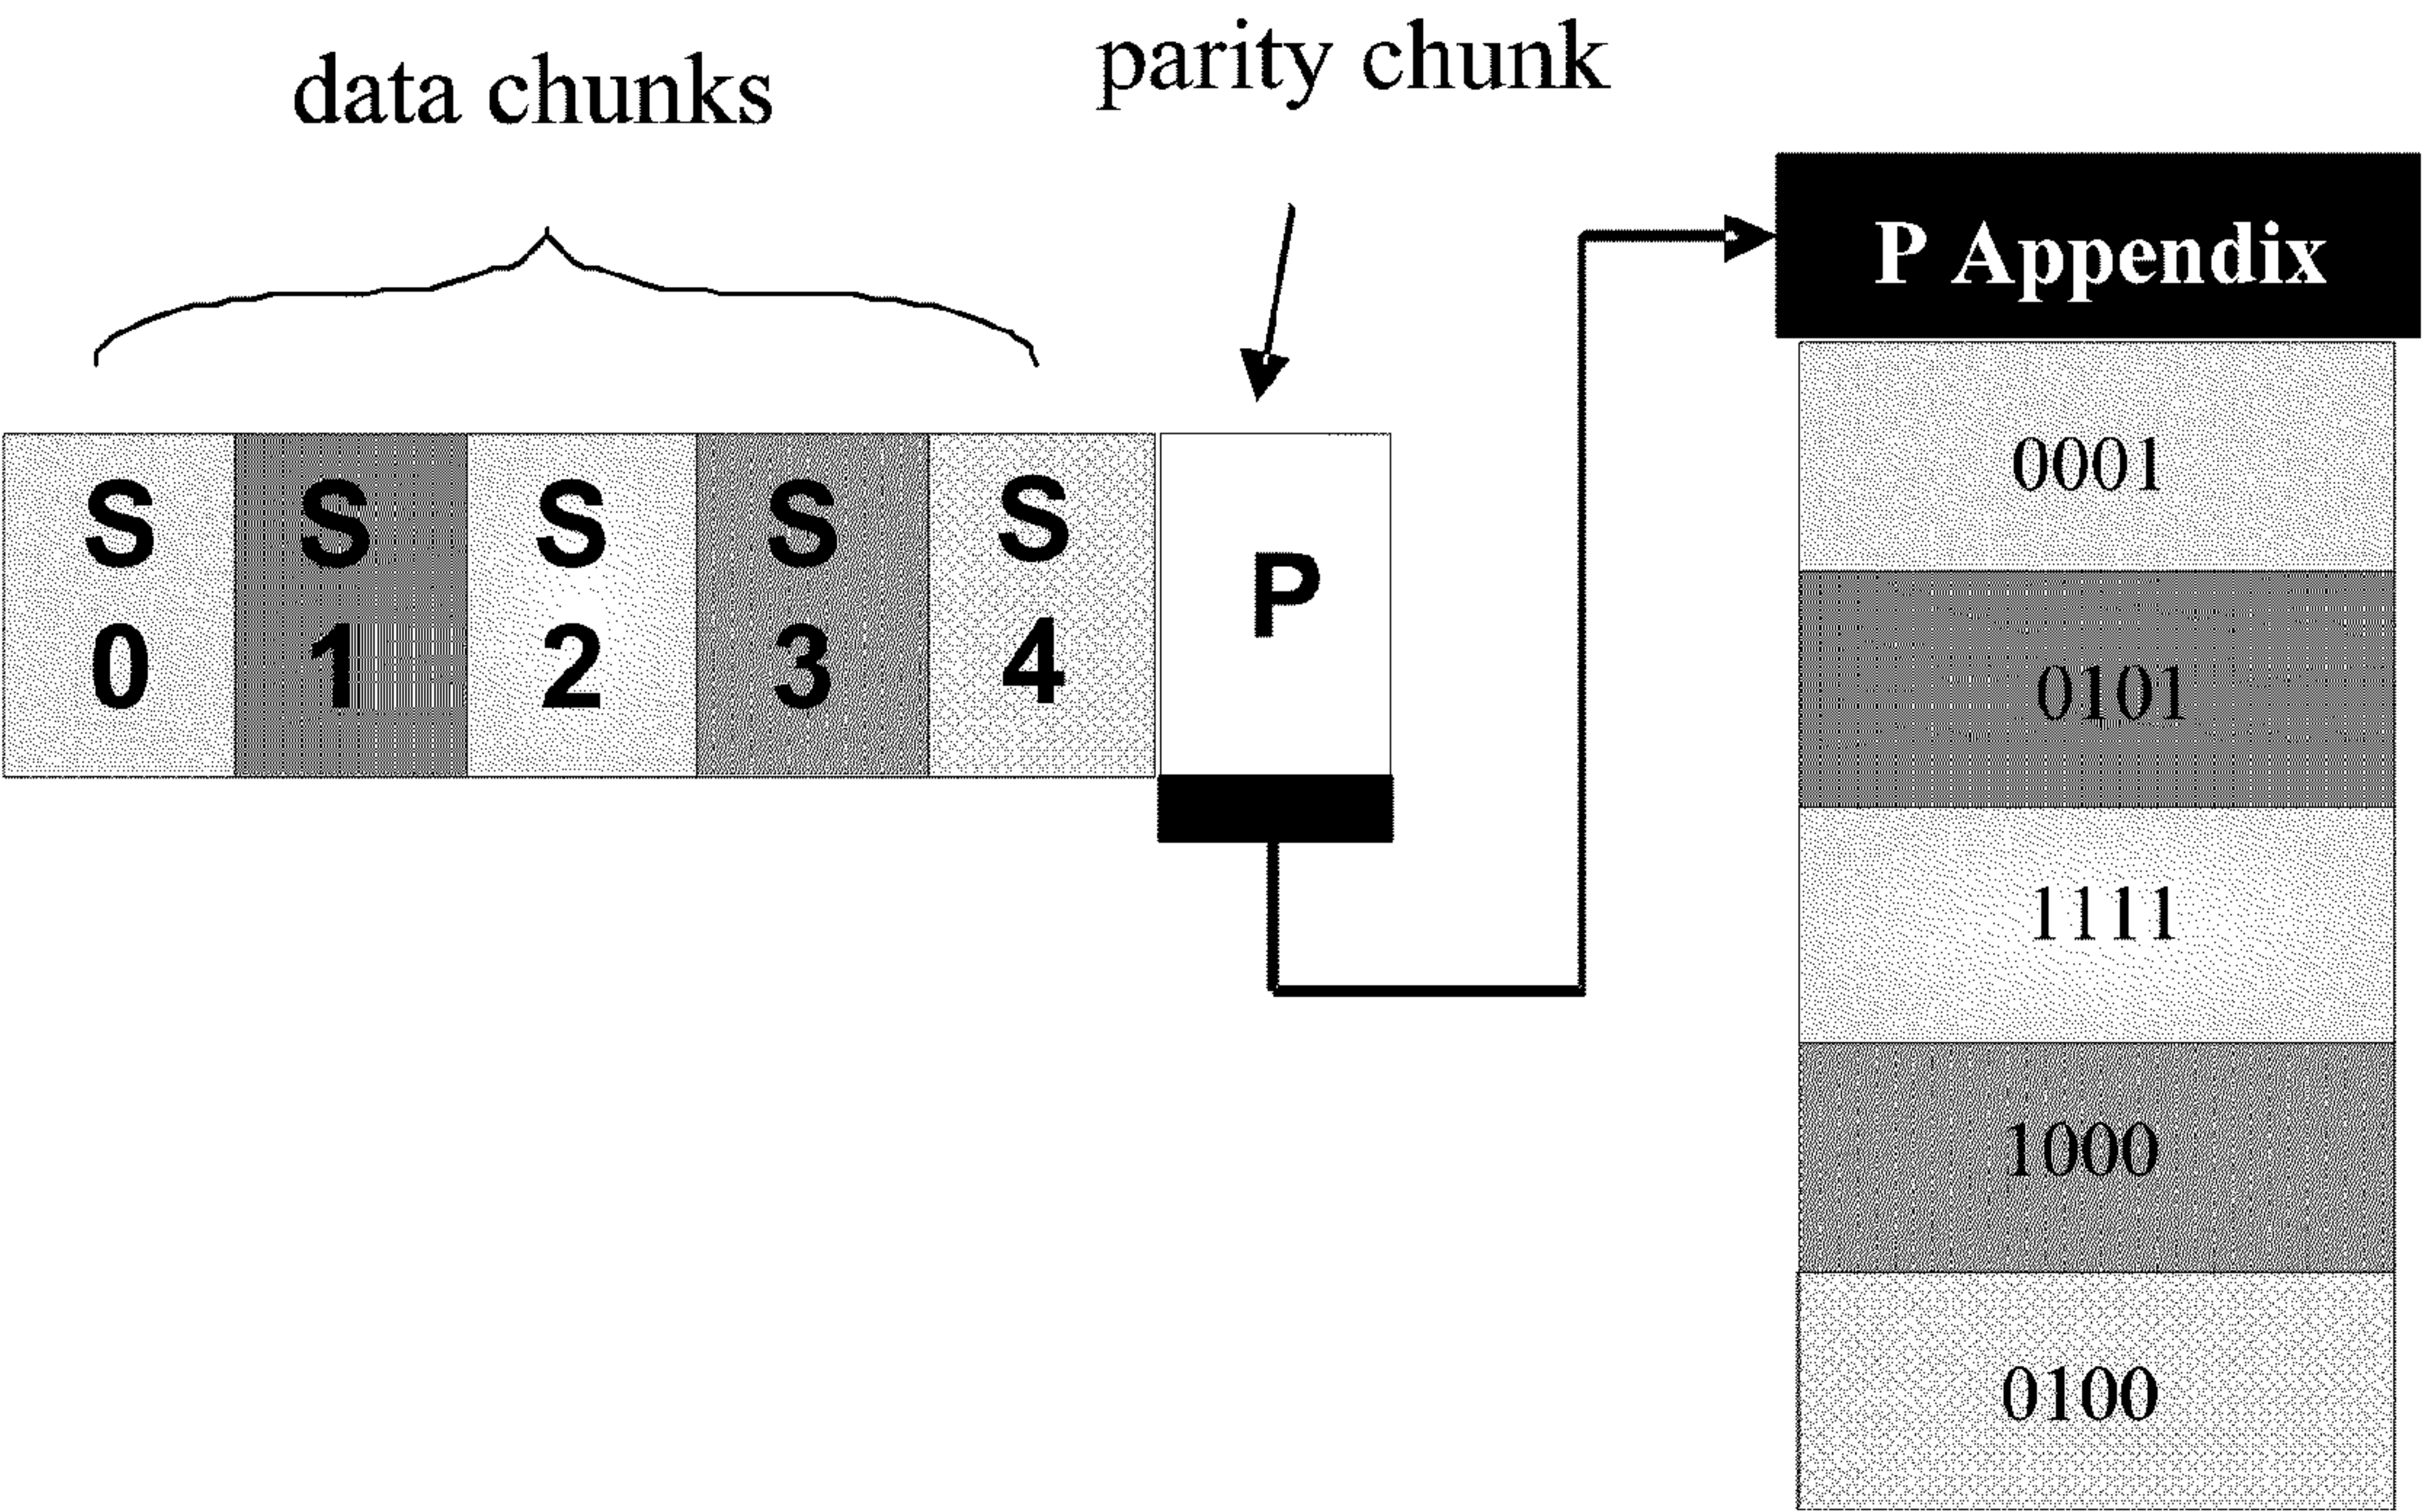 data chunks
parity chunk
S S S S S
0 1 2 3 4
P
P Appendix
0001
0101
1111
1000
0100